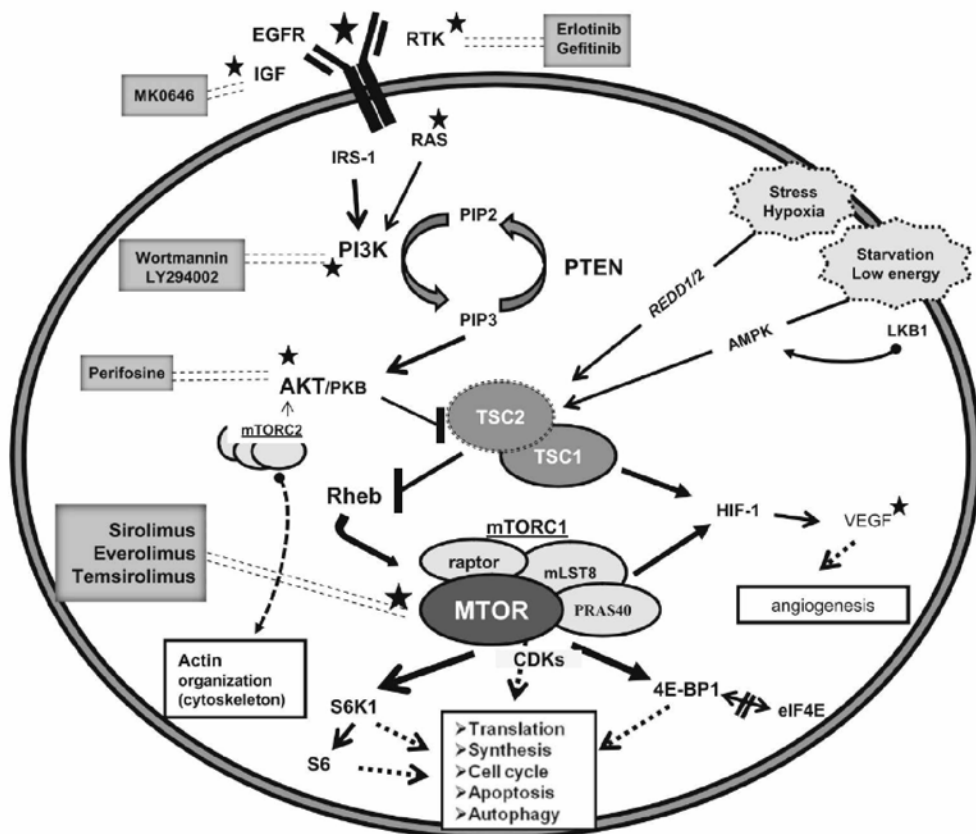 EGFR
RTK
Erlotinib
Gefitinib
IGF
MK0646
RAS
IRS-1
Stress
Hypoxia
PIP2
PI3K
PTEN
Wortmannin
LY294002
Starvation
Low energy
REDD1/2
PIP3
LKB1
AMPK
Perifosine
AKT/PKB
mTORC2
TSC2
TSC1
Rheb
HIF-1
VEGF
Sirolimus
Everolimus
Temsirolimus
mTORC1
raptor
mLST8
MTOR
PRAS40
angiogenesis
Actin
organization
(cytoskeleton)
CDKs
S6K1
4E-BP1
eIF4E
S6
➢Translation
➢Synthesis
➢Cell cycle
➢Apoptosis
➢Autophagy